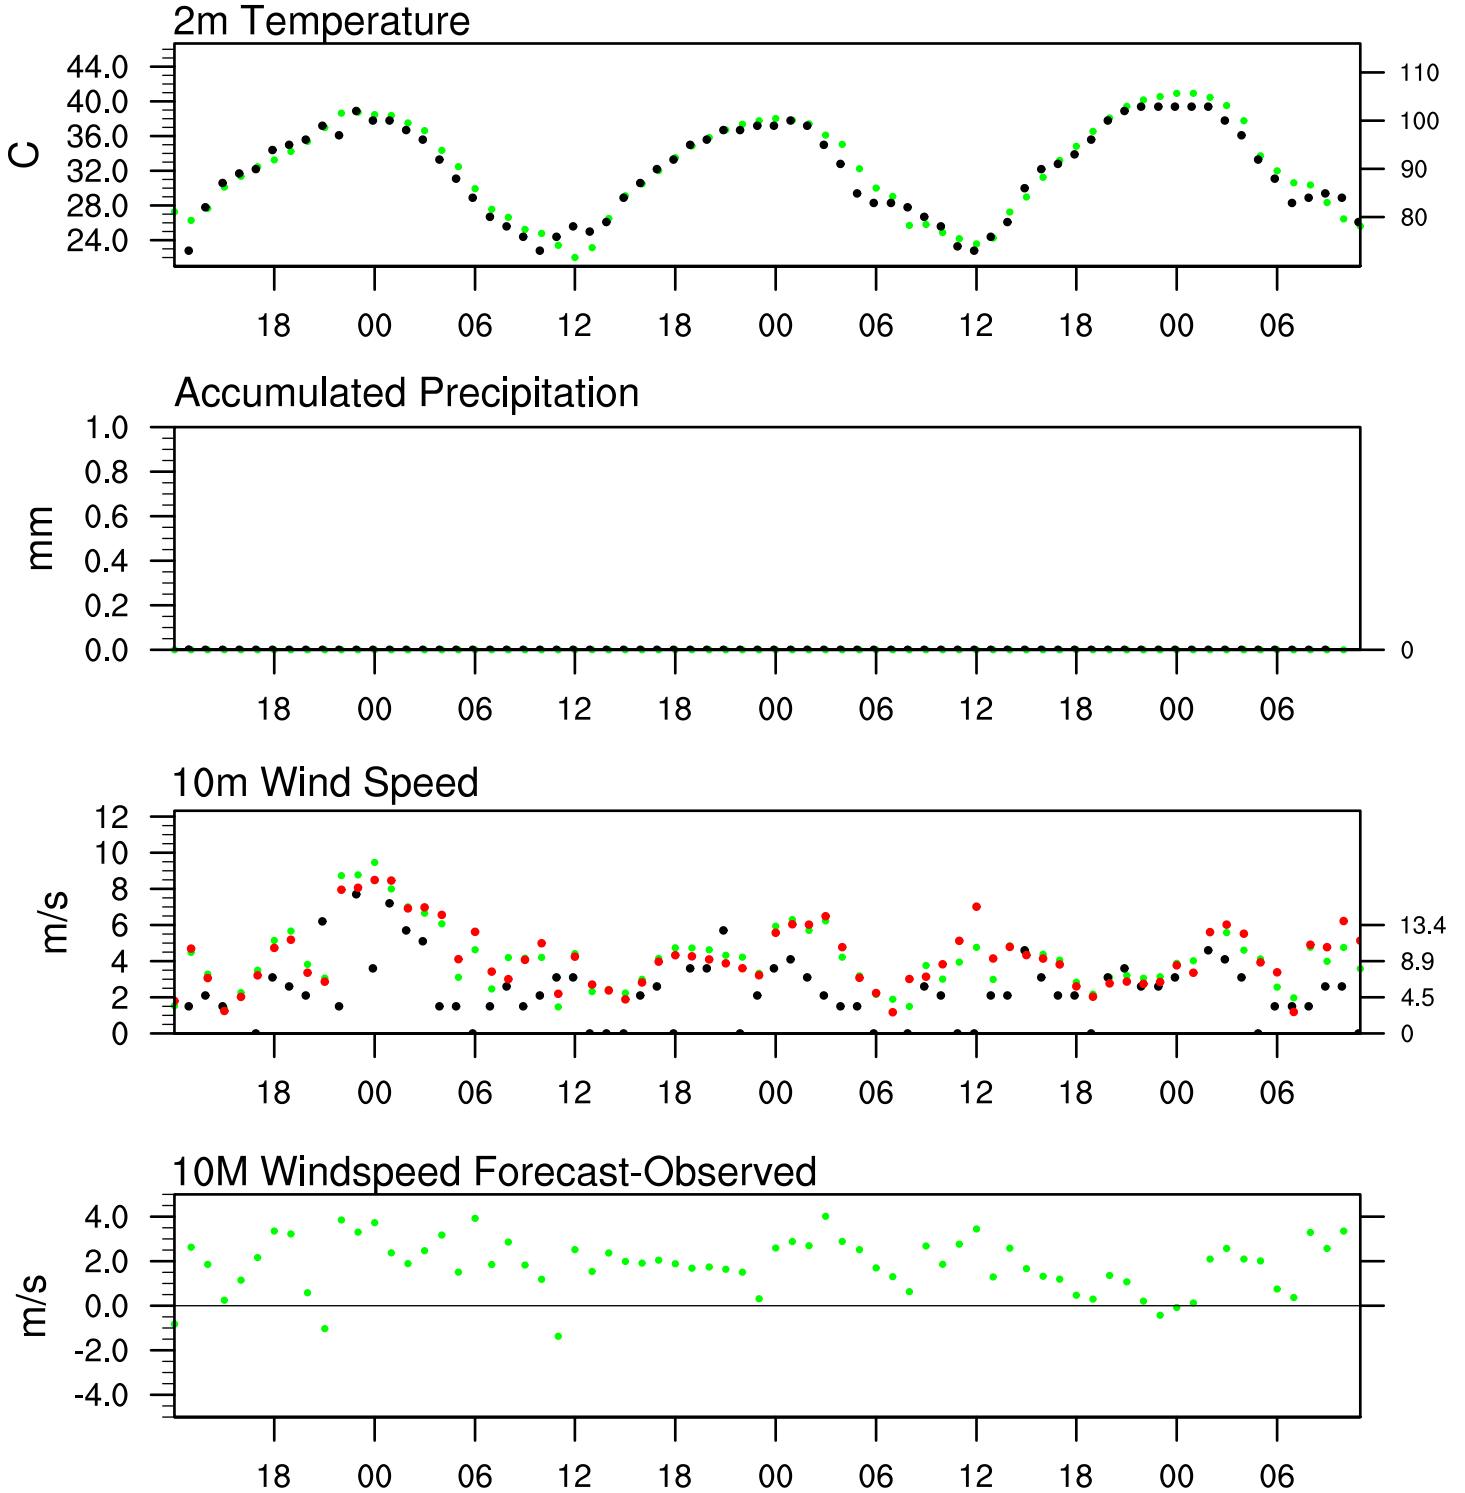 2m Temperature
44.0
40.0
36.0
32.0
28.0
24.0
C
110
100
90
80
18 00 06 12 18 00 06 12 18 00 06
Accumulated Precipitation
1.0
0.8
0.6
0.4
0.2
0.0
mm
0
18 00 06 12 18 00 06 12 18 00 06
10m Wind Speed
12
10
8
6
4
2
0
m/s
13.4
8.9
4.5
0
18 00 06 12 18 00 06 12 18 00 06
10M Windspeed Forecast-Observed
4.0
2.0
0.0
-2.0
-4.0
m/s
18 00 06 12 18 00 06 12 18 00 06